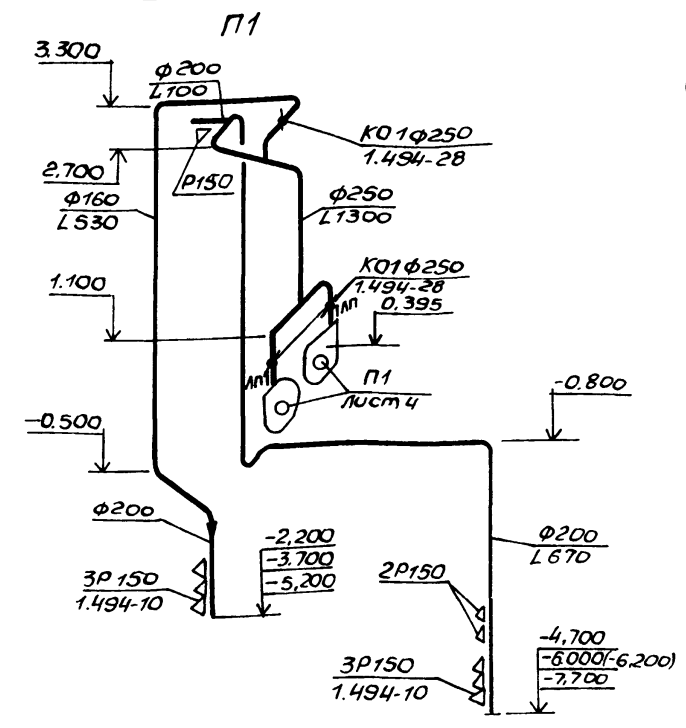 П1
3.300
ф200
L100
КО1ф250
1.494-28
2.700
Р150
ф160
L530
ф250
L1300
КО1ф250
1.494-28
1.100
ЛП
0.395
ЛП
П1
лист 4
-0.800
-0.500
ф200
-2,200
-3.700
-5,200
ф200
L670
3Р150
1.494-10
2Р150
-4,700
-6.000(-6,200)
-7,700
3Р150
1.494-10